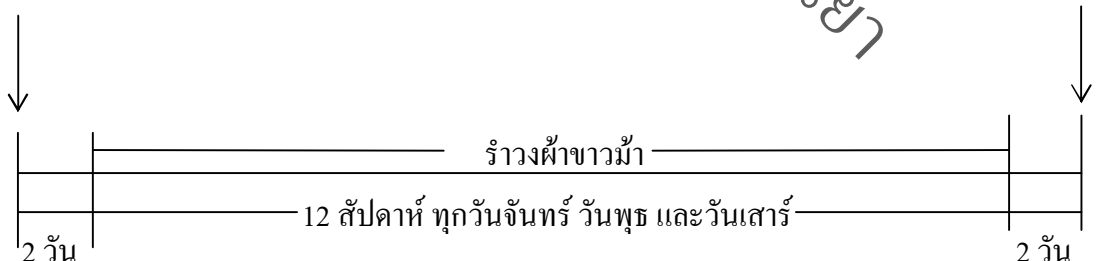 รำวงผ้าขาวม้า
12 สัปดาห์ ทุกวันจันทร์ วันพุธ และวันเสาร์
2 วัน 2 วัน